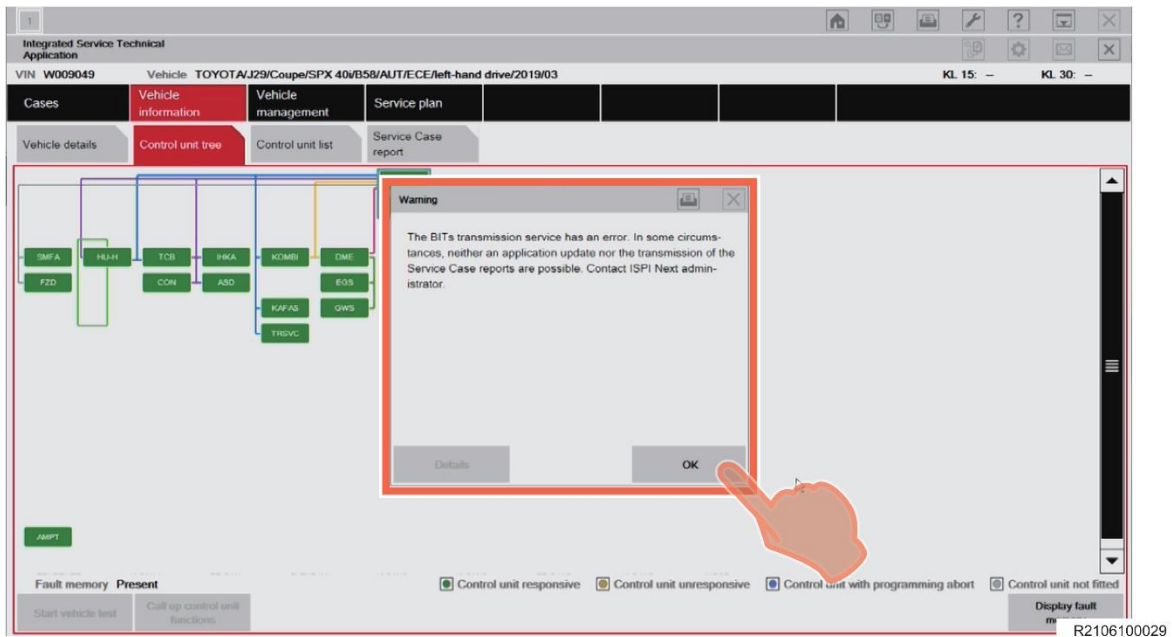 1
Integrated Service Technical
Application
VIN W009049 Vehicle TOYOTA/J29/Coupe/SPX 40i/B58/AUT/ECE/left-hand drive/2019/03 KL 15: – KL 30: –
Cases
Vehicle
information
Vehicle
management
Service plan
Vehicle details
Control unit tree
Control unit list
Service Case
report
Warning
The BITs transmission service has an error. In some circums-
tances, neither an application update nor the transmission of the
Service Case reports are possible. Contact ISPI Next admin-
istrator.
SMFA HU-H TCB IHKA KOMBI DME
FZD CON ASD EGS
KAFAS GWS
TRSVC
Details OK
AMPT
Fault memory Present
Control unit responsive Control unit unresponsive Control unit with programming abort Control unit not fitted
Start vehicle test
Call up control unit
functions
Display fault
R2106100029